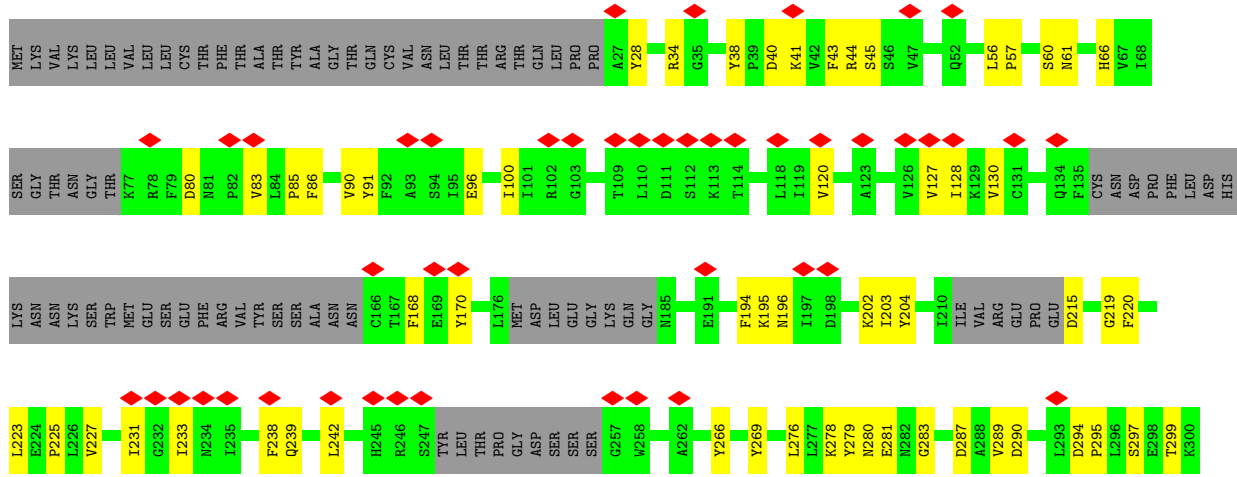 MET LYS VAL LYS LEU LEU VAL LEU LEU CYS THR PHE THR ALA THR TYR ALA GLY THR GLN CYS VAL ASN LEU THR THR ARG THR GLN LEU PRO PRO A27 Y28 R34 G35 Y38 P39 D40 K41 V42 F43 R44 S45 S46 V47 Q52 L56 P57 S60 N61 H66 V67 I68
SER GLY THR ASN GLY THR K77 R78 F79 D80 N81 P82 V83 L84 P85 F86 V90 Y91 F92 A93 S94 I95 E96 I100 I101 R102 G103 T109 L110 D111 S112 K113 T114 L118 I119 V120 A123 V126 V127 I128 K129 V130 C131 Q134 F135 CYS ASN ASP PRO PHE LEU ASP HIS
LYS ASN ASN LYS SER TRP MET GLU SER GLU PHE ARG VAL TYR SER SER ALA ASN ASN C166 T167 F168 E169 Y170 L176 MET ASP LEU GLU GLY LYS GLN GLY N185 E191 F194 K195 N196 I197 D198 K202 I203 Y204 I210 ILE VAL ARG GLU PRO GLU D215 G219 F220
L223 E224 P225 L226 V227 I231 G232 I233 N234 I235 F238 Q239 L242 H245 R246 S247 TYR LEU THR PRO GLY ASP SER SER SER G257 W258 A262 Y266 Y269 L276 L277 K278 Y279 N280 E281 N282 G283 D287 A288 V289 D290 L293 D294 P295 L296 S297 E298 T299 K300